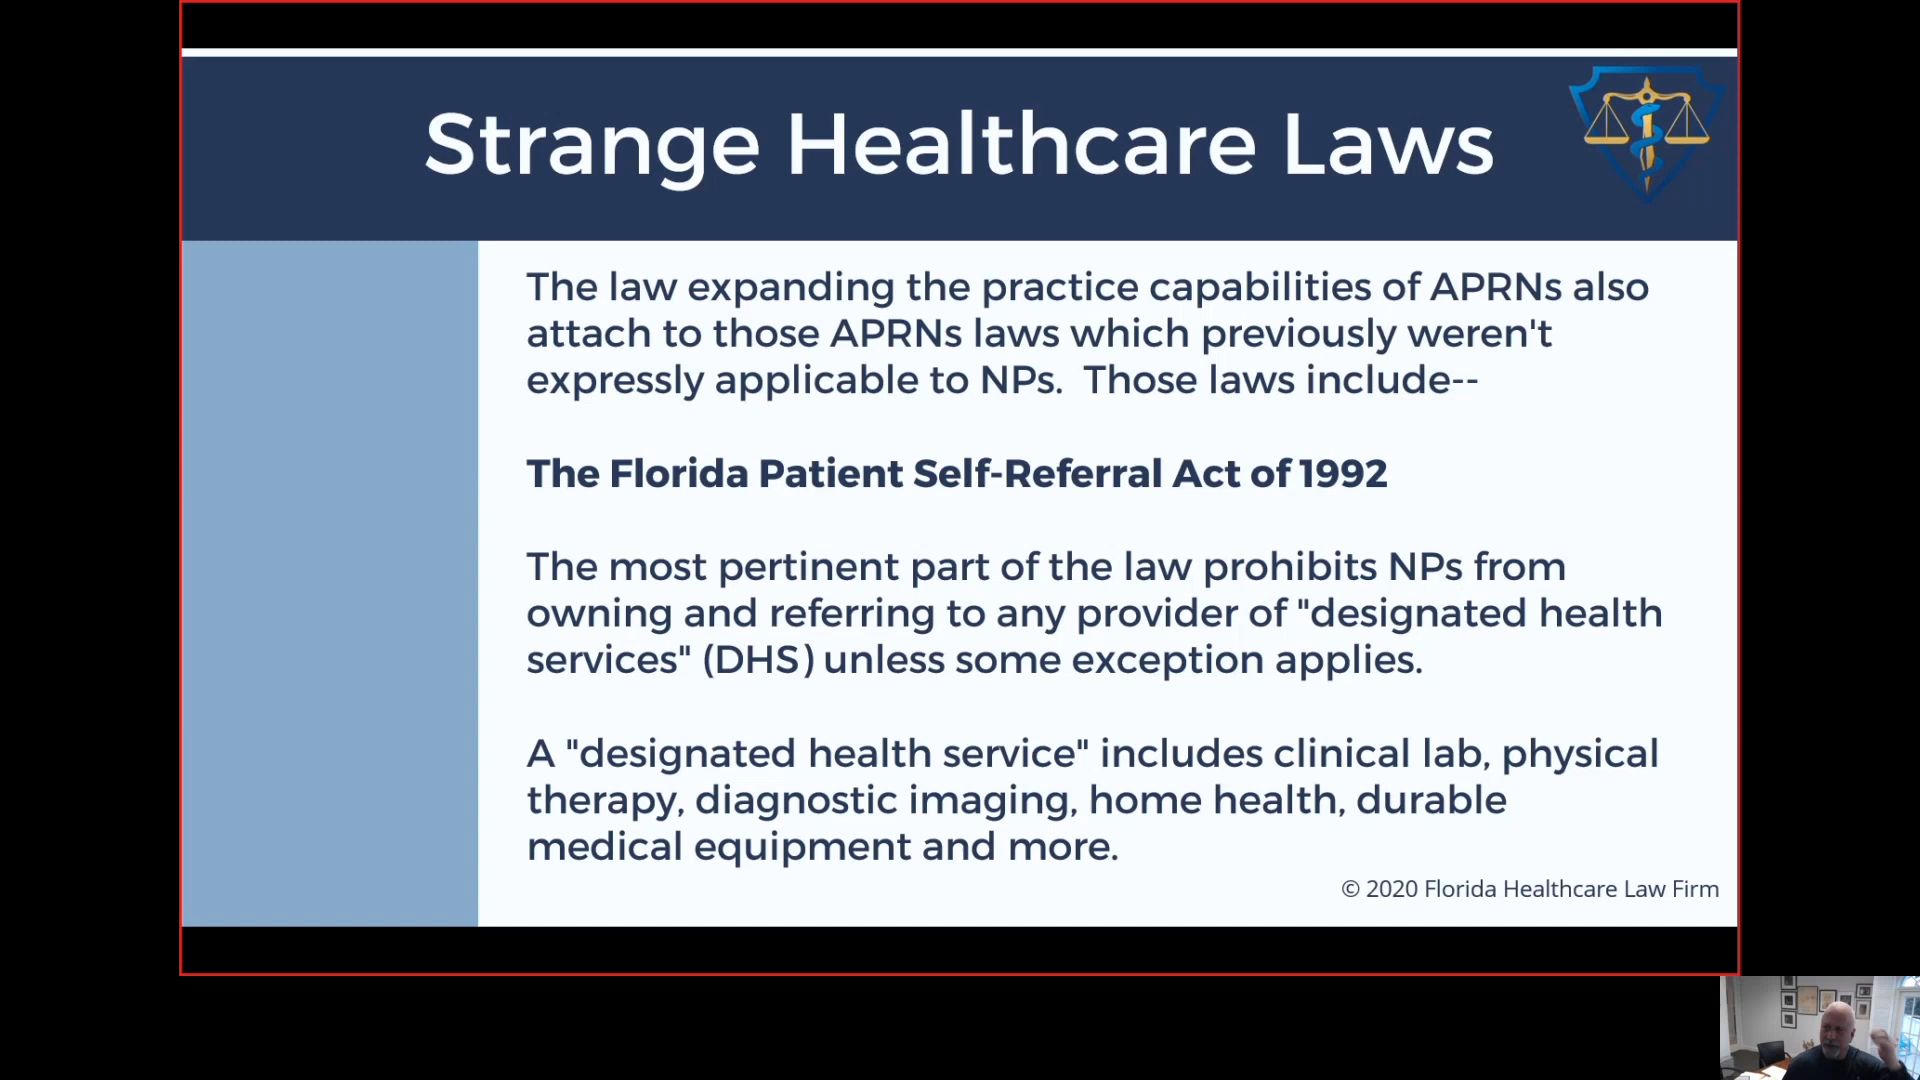 Strange Healthcare Laws
The law expanding the practice capabilities of APRNs also
attach to those APRNs laws which previously weren't
expressly applicable to NPs.  Those laws include--
The Florida Patient Self-Referral Act of 1992
The most pertinent part of the law prohibits NPs from
owning and referring to any provider of "designated health
services" (DHS) unless some exception applies.
A "designated health service" includes clinical lab, physical
therapy, diagnostic imaging, home health, durable
medical equipment and more.
© 2020 Florida Healthcare Law Firm